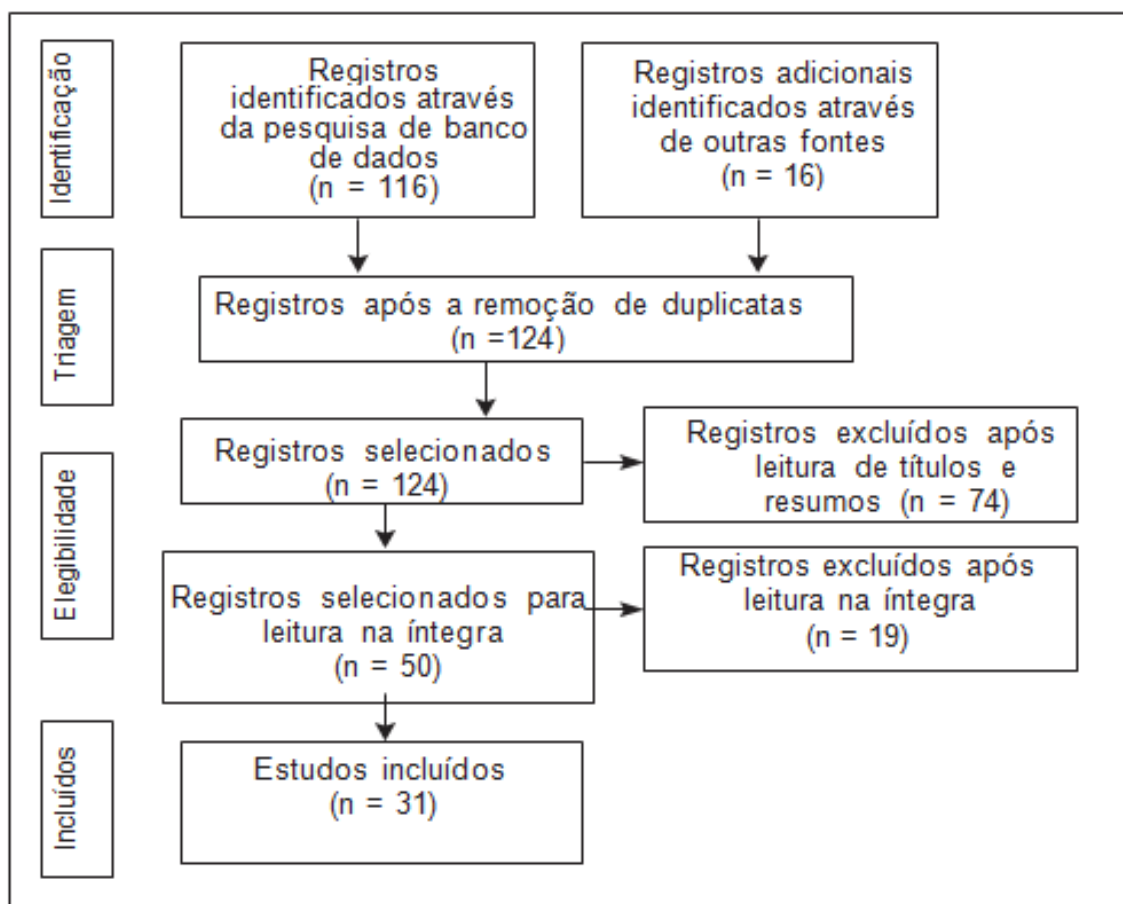 Identificação
Registros
identificados através
da pesquisa de banco
de dados
(n = 116)
Registros adicionais
identificados através
de outras fontes
(n = 16)
Triagem
Registros após a remoção de duplicatas
(n =124)
Elegibilidade
Registros selecionados
(n = 124)
Registros excluídos após
leitura de títulos e
resumos (n = 74)
Registros selecionados para
leitura na íntegra
(n = 50)
Registros excluídos após
leitura na íntegra
(n = 19)
Incluídos
Estudos incluídos
(n = 31)